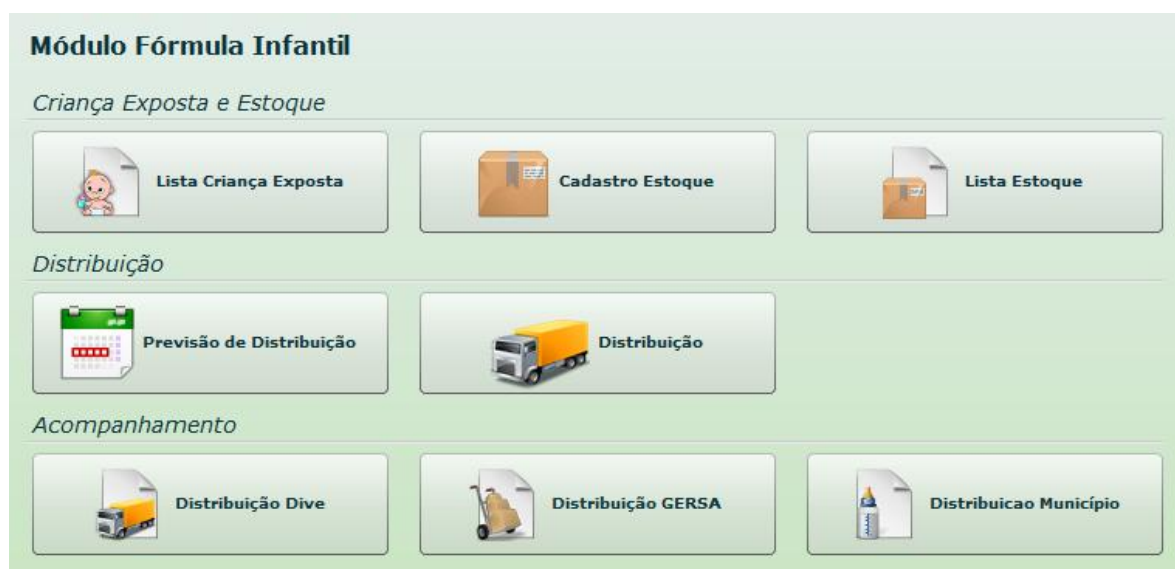 Módulo Fórmula Infantil
Criança Exposta e Estoque
Lista Criança Exposta
Cadastro Estoque
Lista Estoque
Distribuição
Previsão de Distribuição
Distribuição
Acompanhamento
Distribuição Dive
Distribuição GERSA
Distribuicao Município